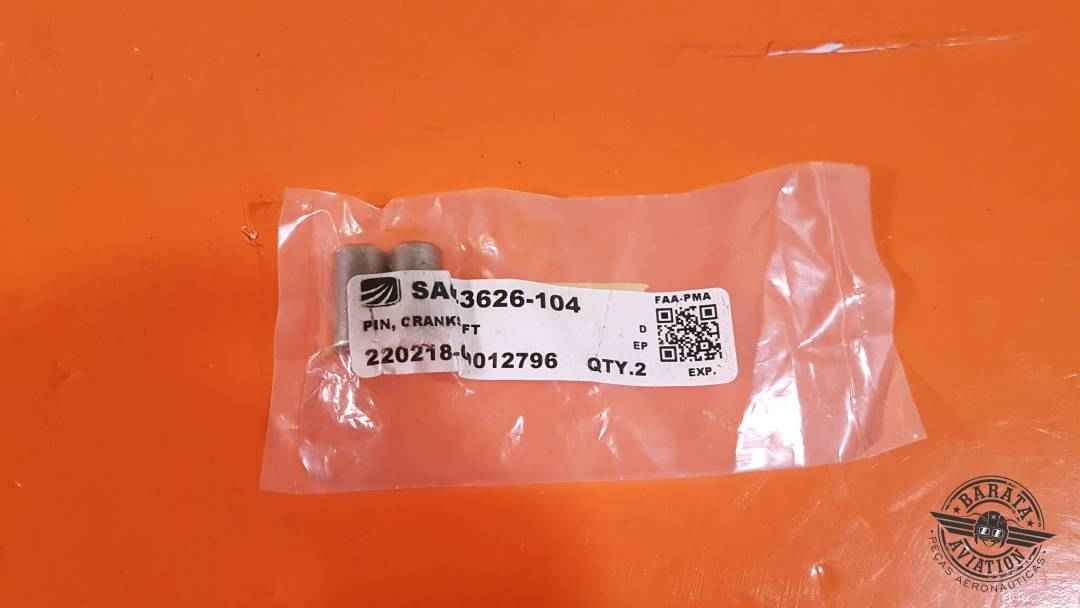 SA 3626-104
FAA-PMA
PIN, CRANK FT
D
EP
220218- 012796 QTY.2
EXP.
BARATA
AVIATION
PEÇAS AERONÁUTICAS